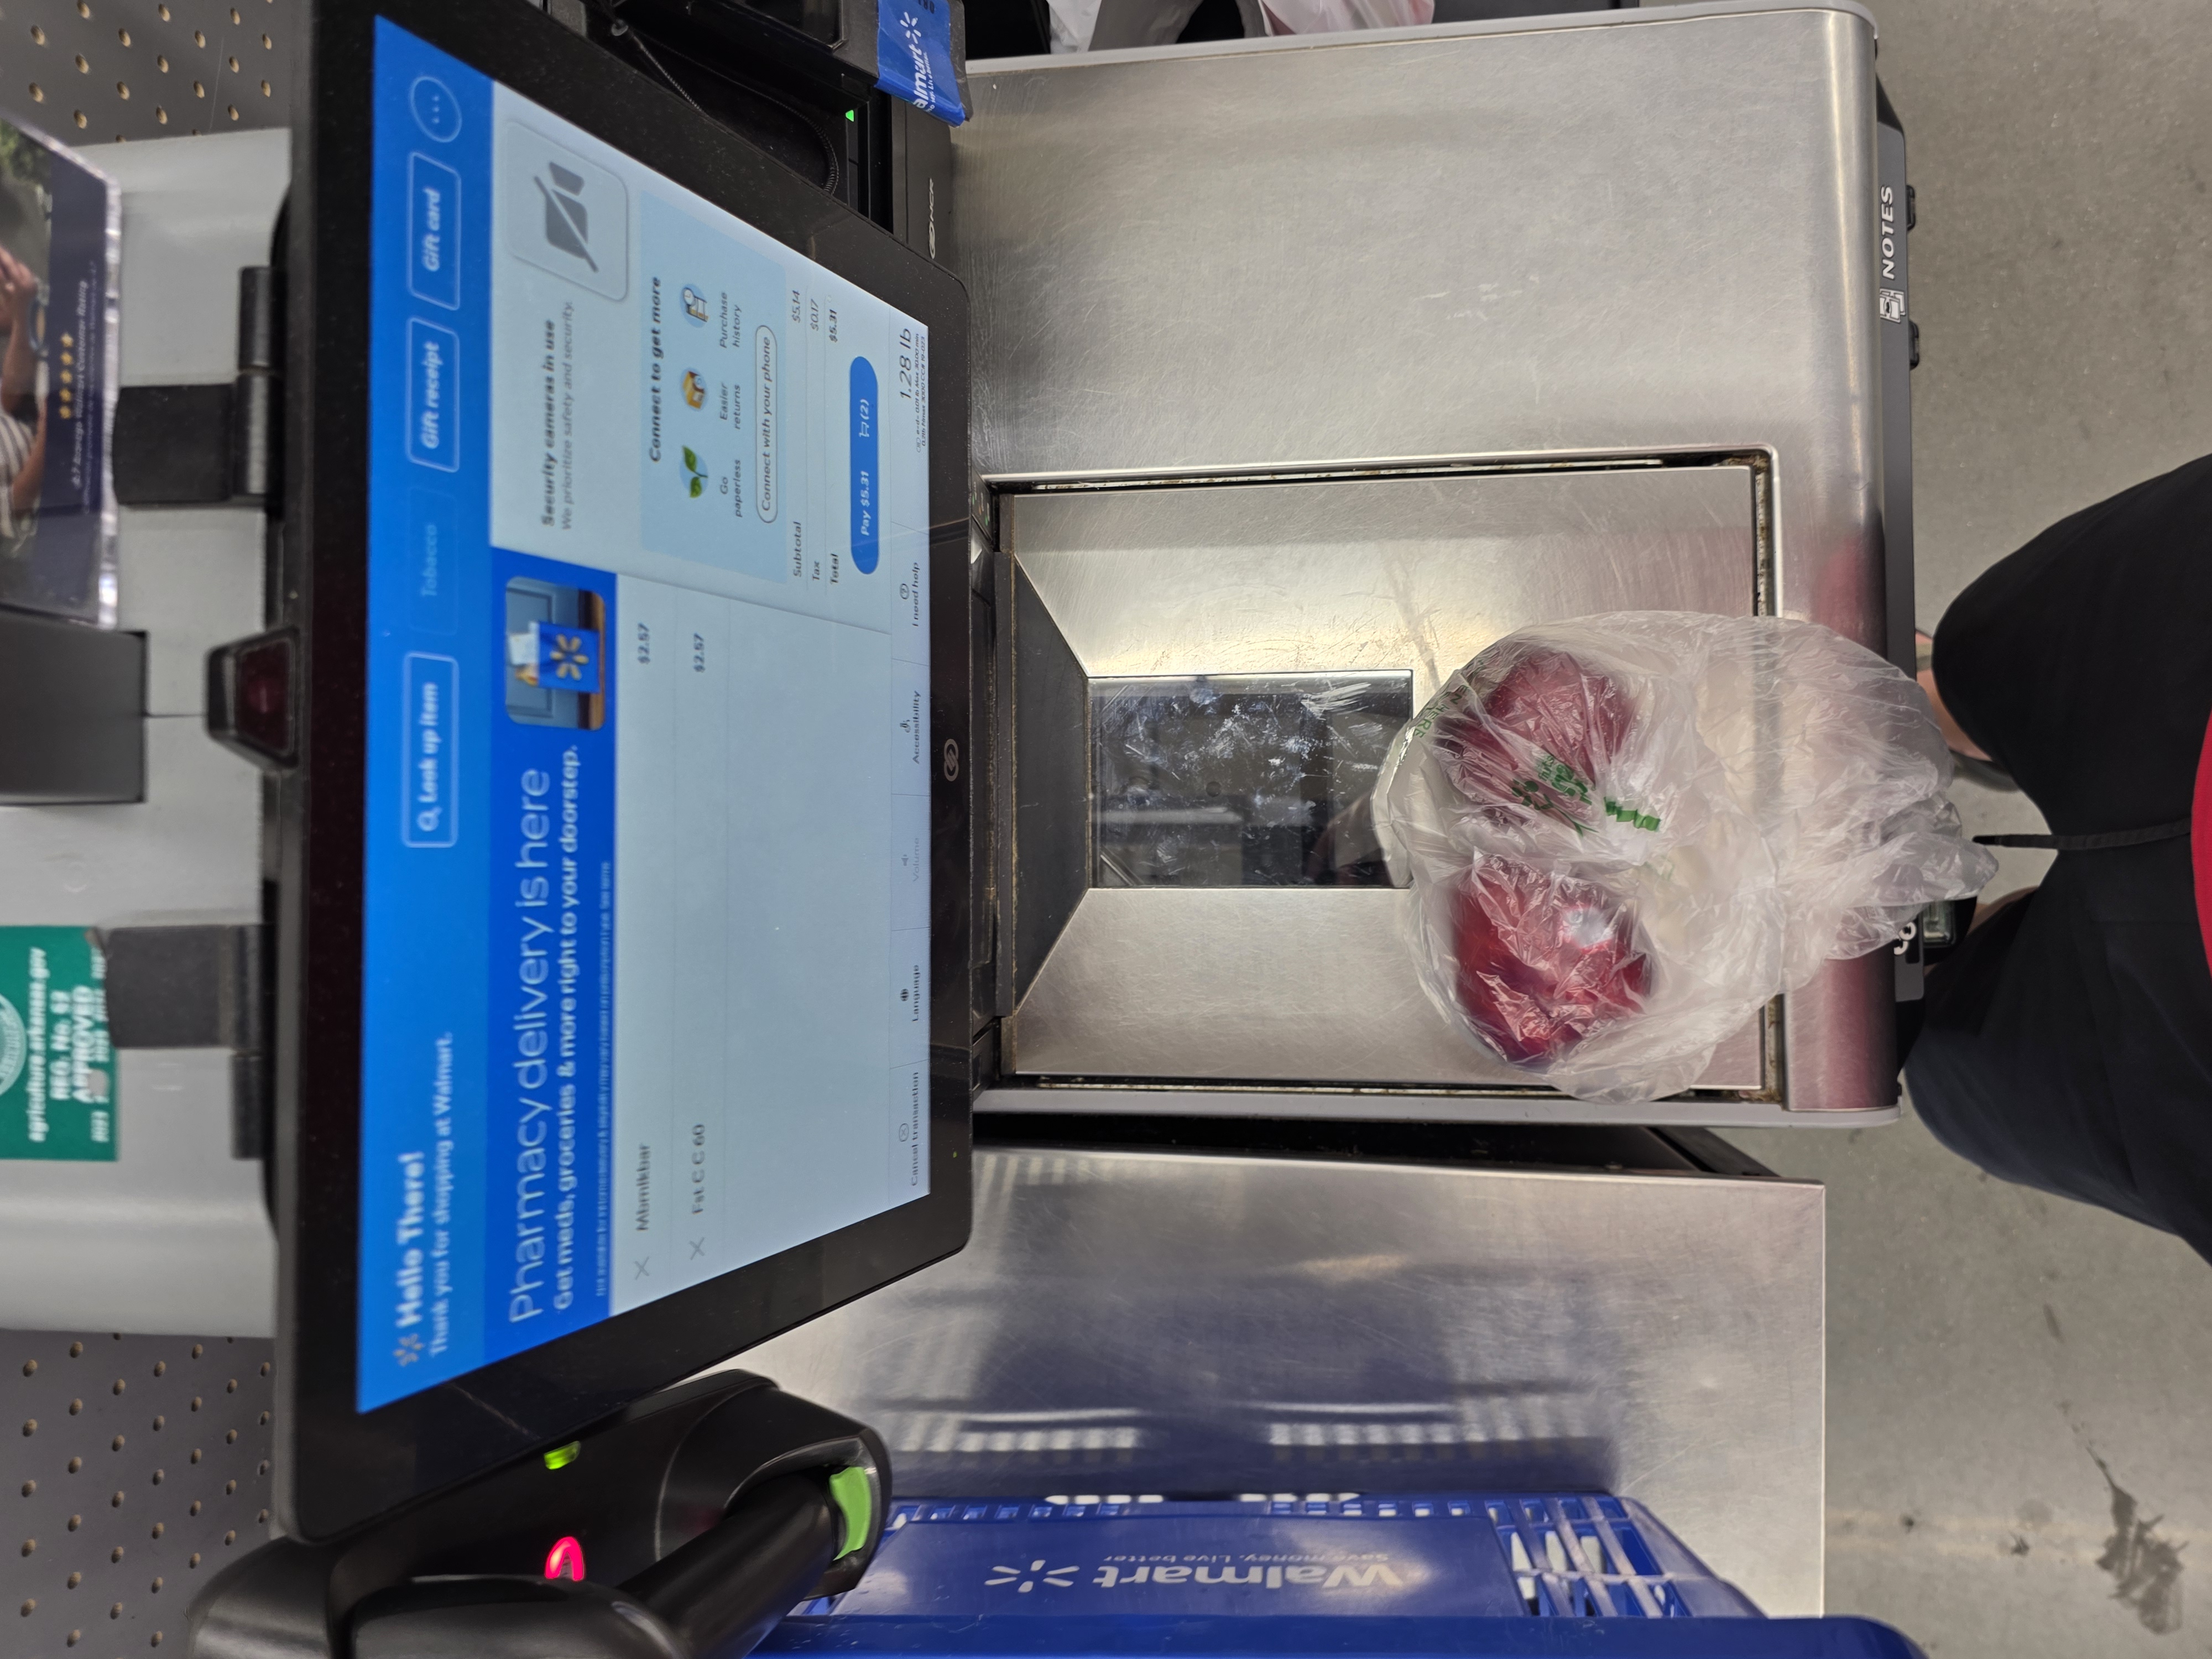 agriculture.arkansas.gov
REG. No. 52
APPROVED
Hello There!
Thank you for shopping at Walmart.
Look up item
Tobacco
Gift receipt
Gift card
Pharmacy delivery is here
Get meds, groceries & more right to your doorstep.
Security cameras in use
We prioritize safety and security.
Mbmlkbar $2.57
Fst C C 60 $2.57
Connect to get more
Go paperless
Easier returns
Purchase history
Connect with your phone
Subtotal $5.14
Tax $0.17
Total $5.31
Pay $5.31 (2)
Cancel transaction
Language
Volume
Accessibility
I need help
1.28 lb
NCR
Walmart
Save money. Live better.
NOTES